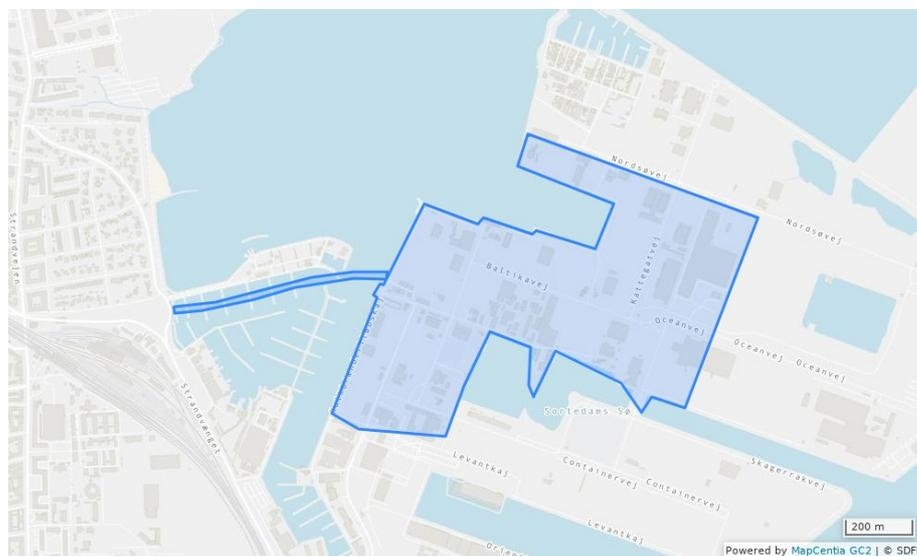 Nordsøvej
Nordsøvej
Strandvejen
Kattegatvej
Baltikavej
Oceanvej
Oceanvej
Oceanvej
Strandvænget
Sortedams Sø
Levantkaj
Containervej
Containervej
Skagerrakvej
Levantkaj
200 m
Powered by MapCentia GC2 | © SDF